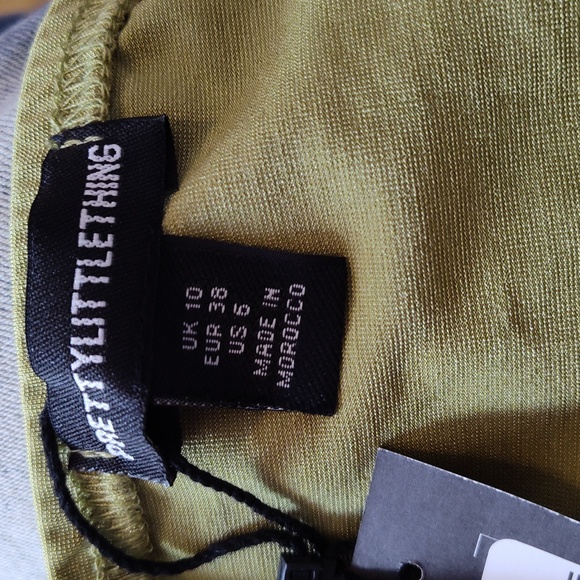 PRETTYLITTLETHING
UK 10
EUR 38
US 6
MADE IN
MOROCCO